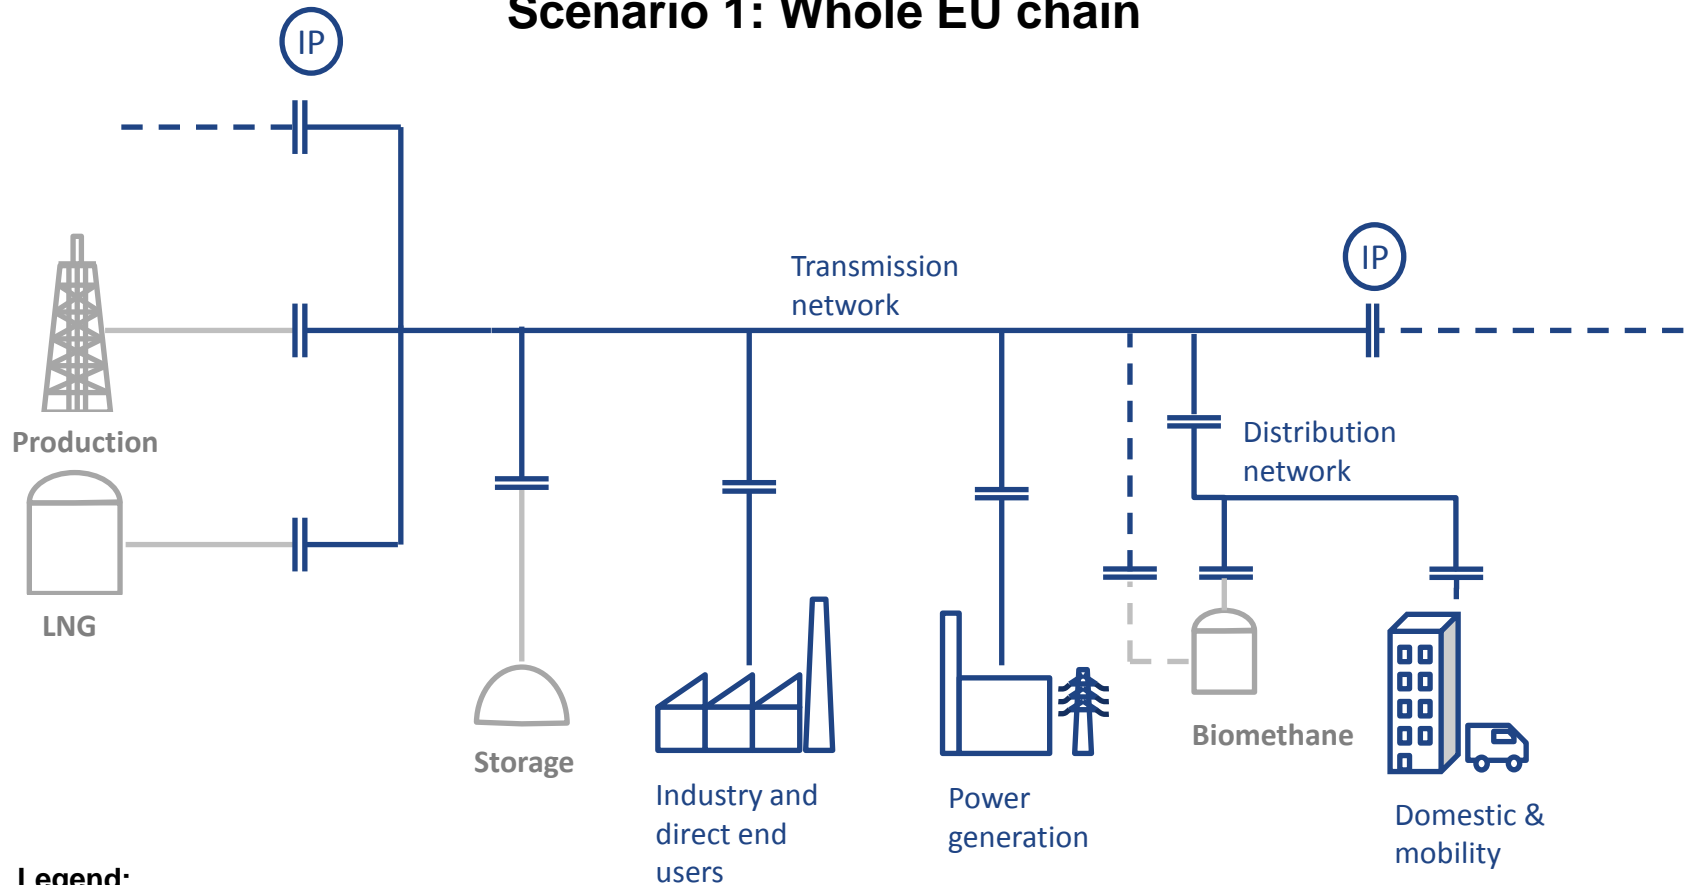 Scenario 1: Whole EU chain
IP
IP
Transmission
network
Production
Distribution
network
LNG
Storage
Biomethane
Industry and
direct end
users
Power
generation
Domestic &
mobility
Legend: